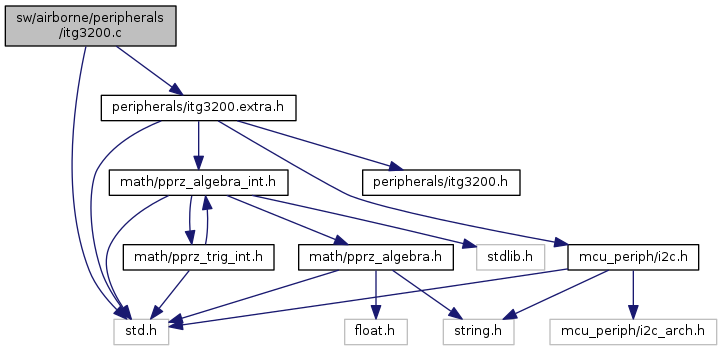 sw/airborne/peripherals
/itg3200.c
peripherals/itg3200.extra.h
math/pprz_algebra_int.h
peripherals/itg3200.h
math/pprz_trig_int.h
math/pprz_algebra.h
stdlib.h
mcu_periph/i2c.h
std.h
float.h
string.h
mcu_periph/i2c_arch.h